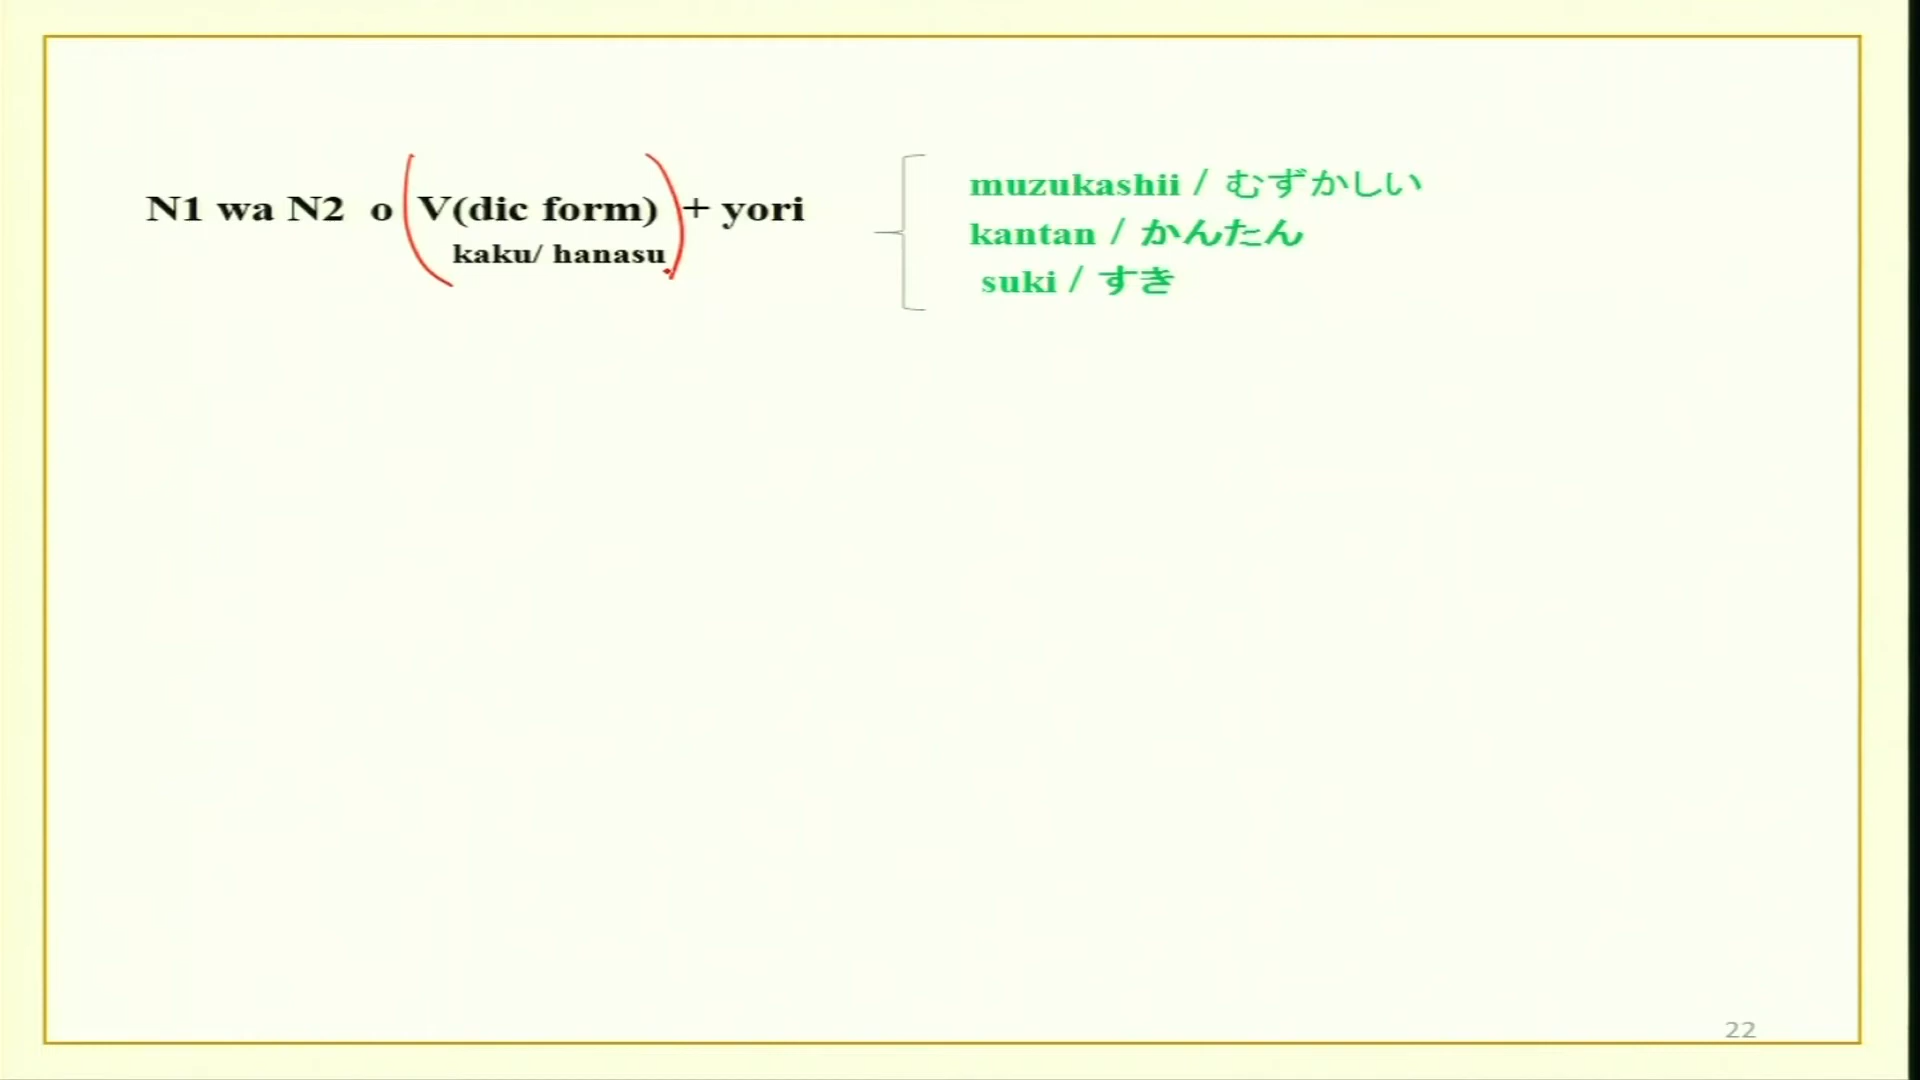 N1 wa N2 o V(dic form) + yori
kaku/ hanasu
muzukashii / むずかしい
kantan / かんたん
suki / すき
22